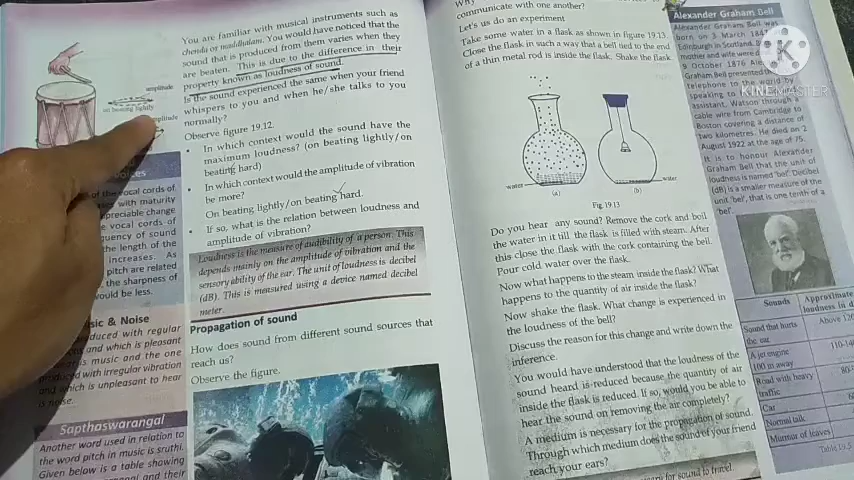 You are familiar with musical instruments such as
chenda or maddhalam. You would have noticed that the
sound that is produced from them varies when they
are beaten. This is due to the difference in their
property known as loudness of sound.
Is the sound experienced the same when your friend
whispers to you and when he/she talks to you
normally?
Observe figure 19.12.
• In which context would the sound have the
maximum loudness? (on beating lightly/on
beating hard)
• In which context would the amplitude of vibration
be more?
On beating lightly/on beating hard.
• If so, what is the relation between loudness and
amplitude of vibration?
Loudness is the measure of audibility of a person. This
depends mainly on the amplitude of vibration and the
sensory ability of the ear. The unit of loudness is decibel
(dB). This is measured using a device named decibel
meter.
Propagation of sound
How does sound from different sound sources that
reach us?
Observe the figure.
amplitude
on beating lightly
amplitude
of the vocal cords of
with maturity
preciable change
vocal cords of
quency of sound
the length of the
increases. As
pitch are related
the sharpness of
would be less.
sic & Noise
duced with regular
and which is pleasant
is music and the one
with irregular vibration
and which is unpleasant to hear
is noise.
Sapthaswarangal
Another word used in relation to
the word pitch in music is sruthi.
Given below is a table showing
and their
communicate with one another?
Let's us do an experiment
Take some water in a flask as shown in figure 19.13.
Close the flask in such a way that a bell tied to the end
of a thin metal rod is inside the flask. Shake the flask.
water
(a)
(b)
water
Fig 19.13
Do you hear any sound? Remove the cork and boil
the water in it till the flask is filled with steam. After
this close the flask with the cork containing the bell.
Pour cold water over the flask.
Now what happens to the steam inside the flask? What
happens to the quantity of air inside the flask?
Now shake the flask. What change is experienced in
the loudness of the bell?
Discuss the reason for this change and write down the
inference.
You would have understood that the loudness of the
sound heard is reduced because the quantity of air
inside the flask is reduced. If so, would you be able to
hear the sound on removing the air completely?
A medium is necessary for the propagation of sound.
Through which medium does the sound of your friend
reach your ears?
for sound to travel.
Alexander Graham Bell
Alexander Graham Bell was
born on 3 March
Edinburgh in Scotland.
mother and wife were
October 1876
Graham Bell presented
telephone in the world by
speaking to
assistant, Watson through a
cable wire from Cambridge to
Boston covering a distance of
two kilometres. He died on 2
August 1922 at the age of 75.
It is to honour Alexander
Graham Bell that the unit of
loudness is named 'bel'. Decibel
(dB) is a smaller measure of the
unit 'bel', that is one tenth of a
'bel'.
Sounds Approximate
loudness in d
Sound that hurts
the ear
Above 120
A jet engine
100 m away
110-14
Road with heavy
traffic
80-
Car
Normal talk
Murmur of leaves
Table 19.5
KINEMASTER